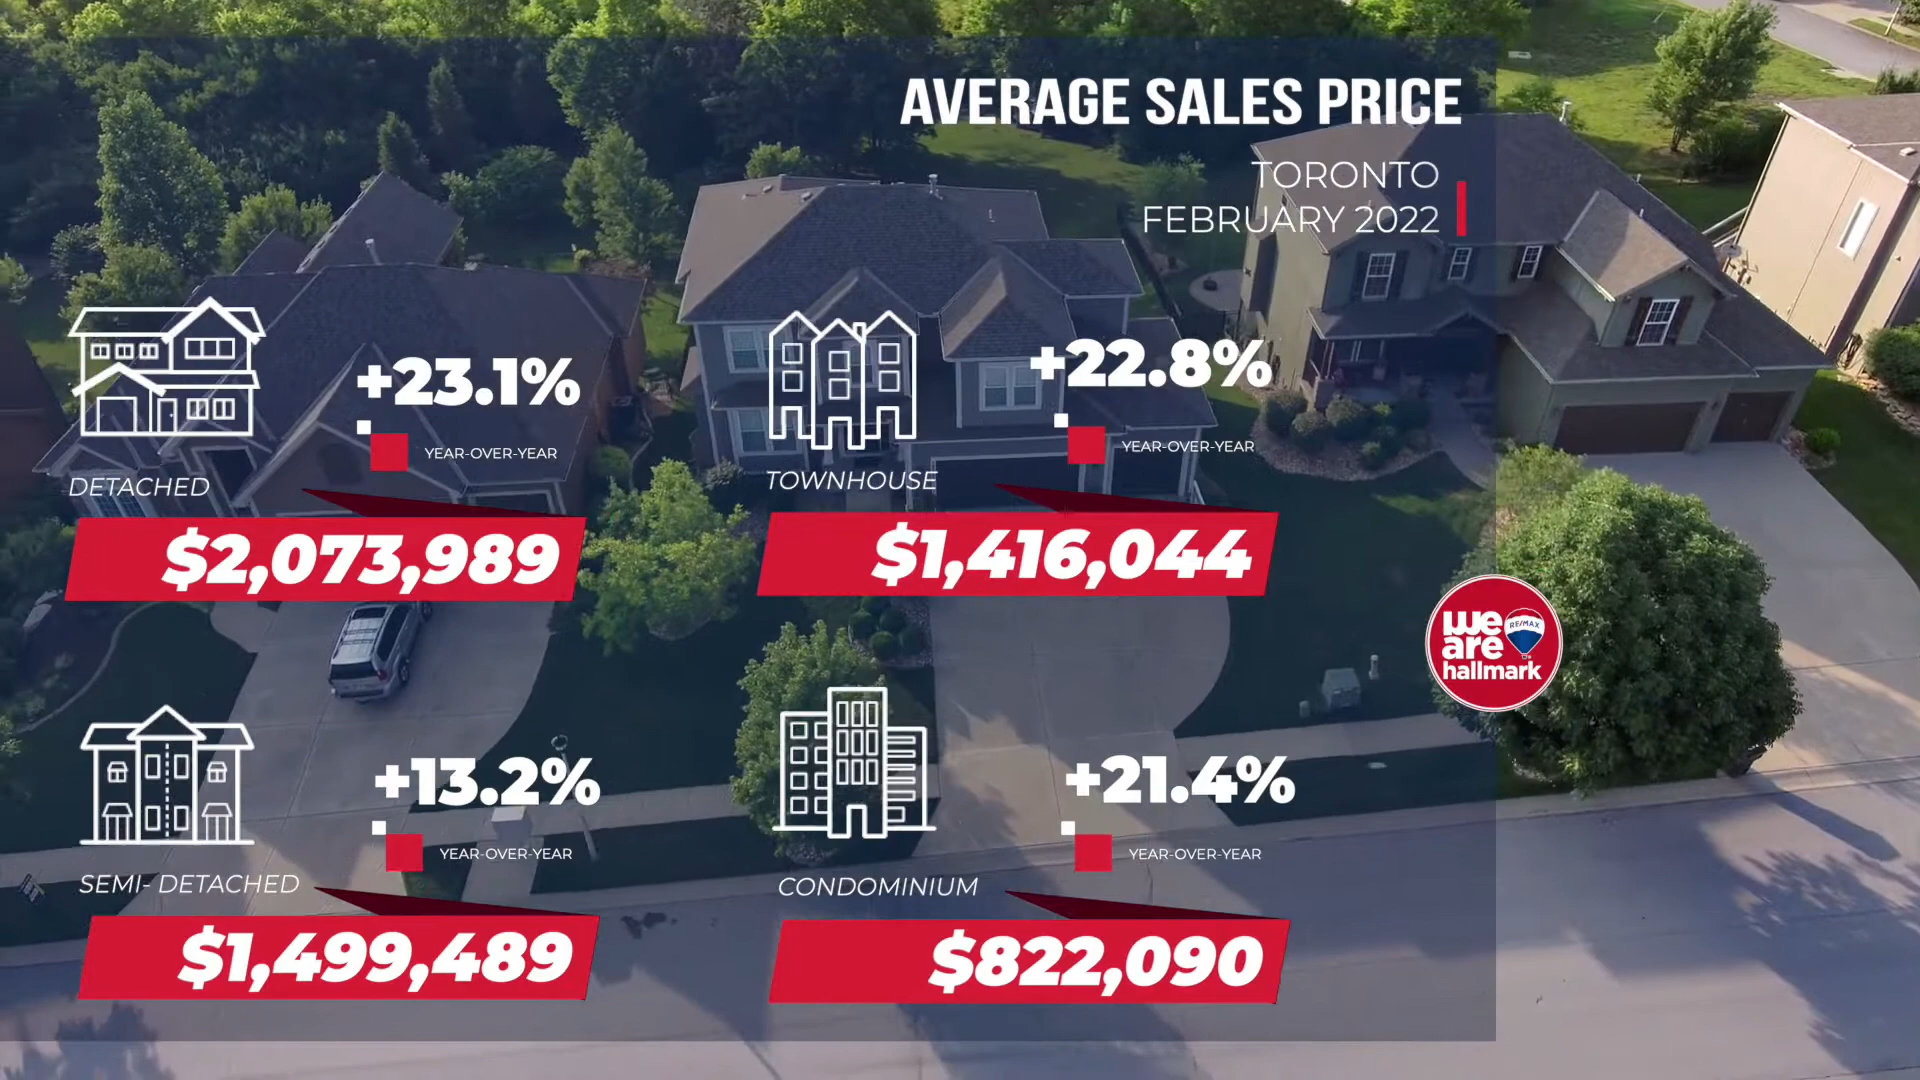 AVERAGE SALES PRICE
TORONTO
FEBRUARY 2022
+23.1%
YEAR-OVER-YEAR
DETACHED
$2,073,989
+22.8%
YEAR-OVER-YEAR
TOWNHOUSE
$1,416,044
we
are
hallmark
RE/MAX
+13.2%
YEAR-OVER-YEAR
SEMI- DETACHED
$1,499,489
+21.4%
YEAR-OVER-YEAR
CONDOMINIUM
$822,090